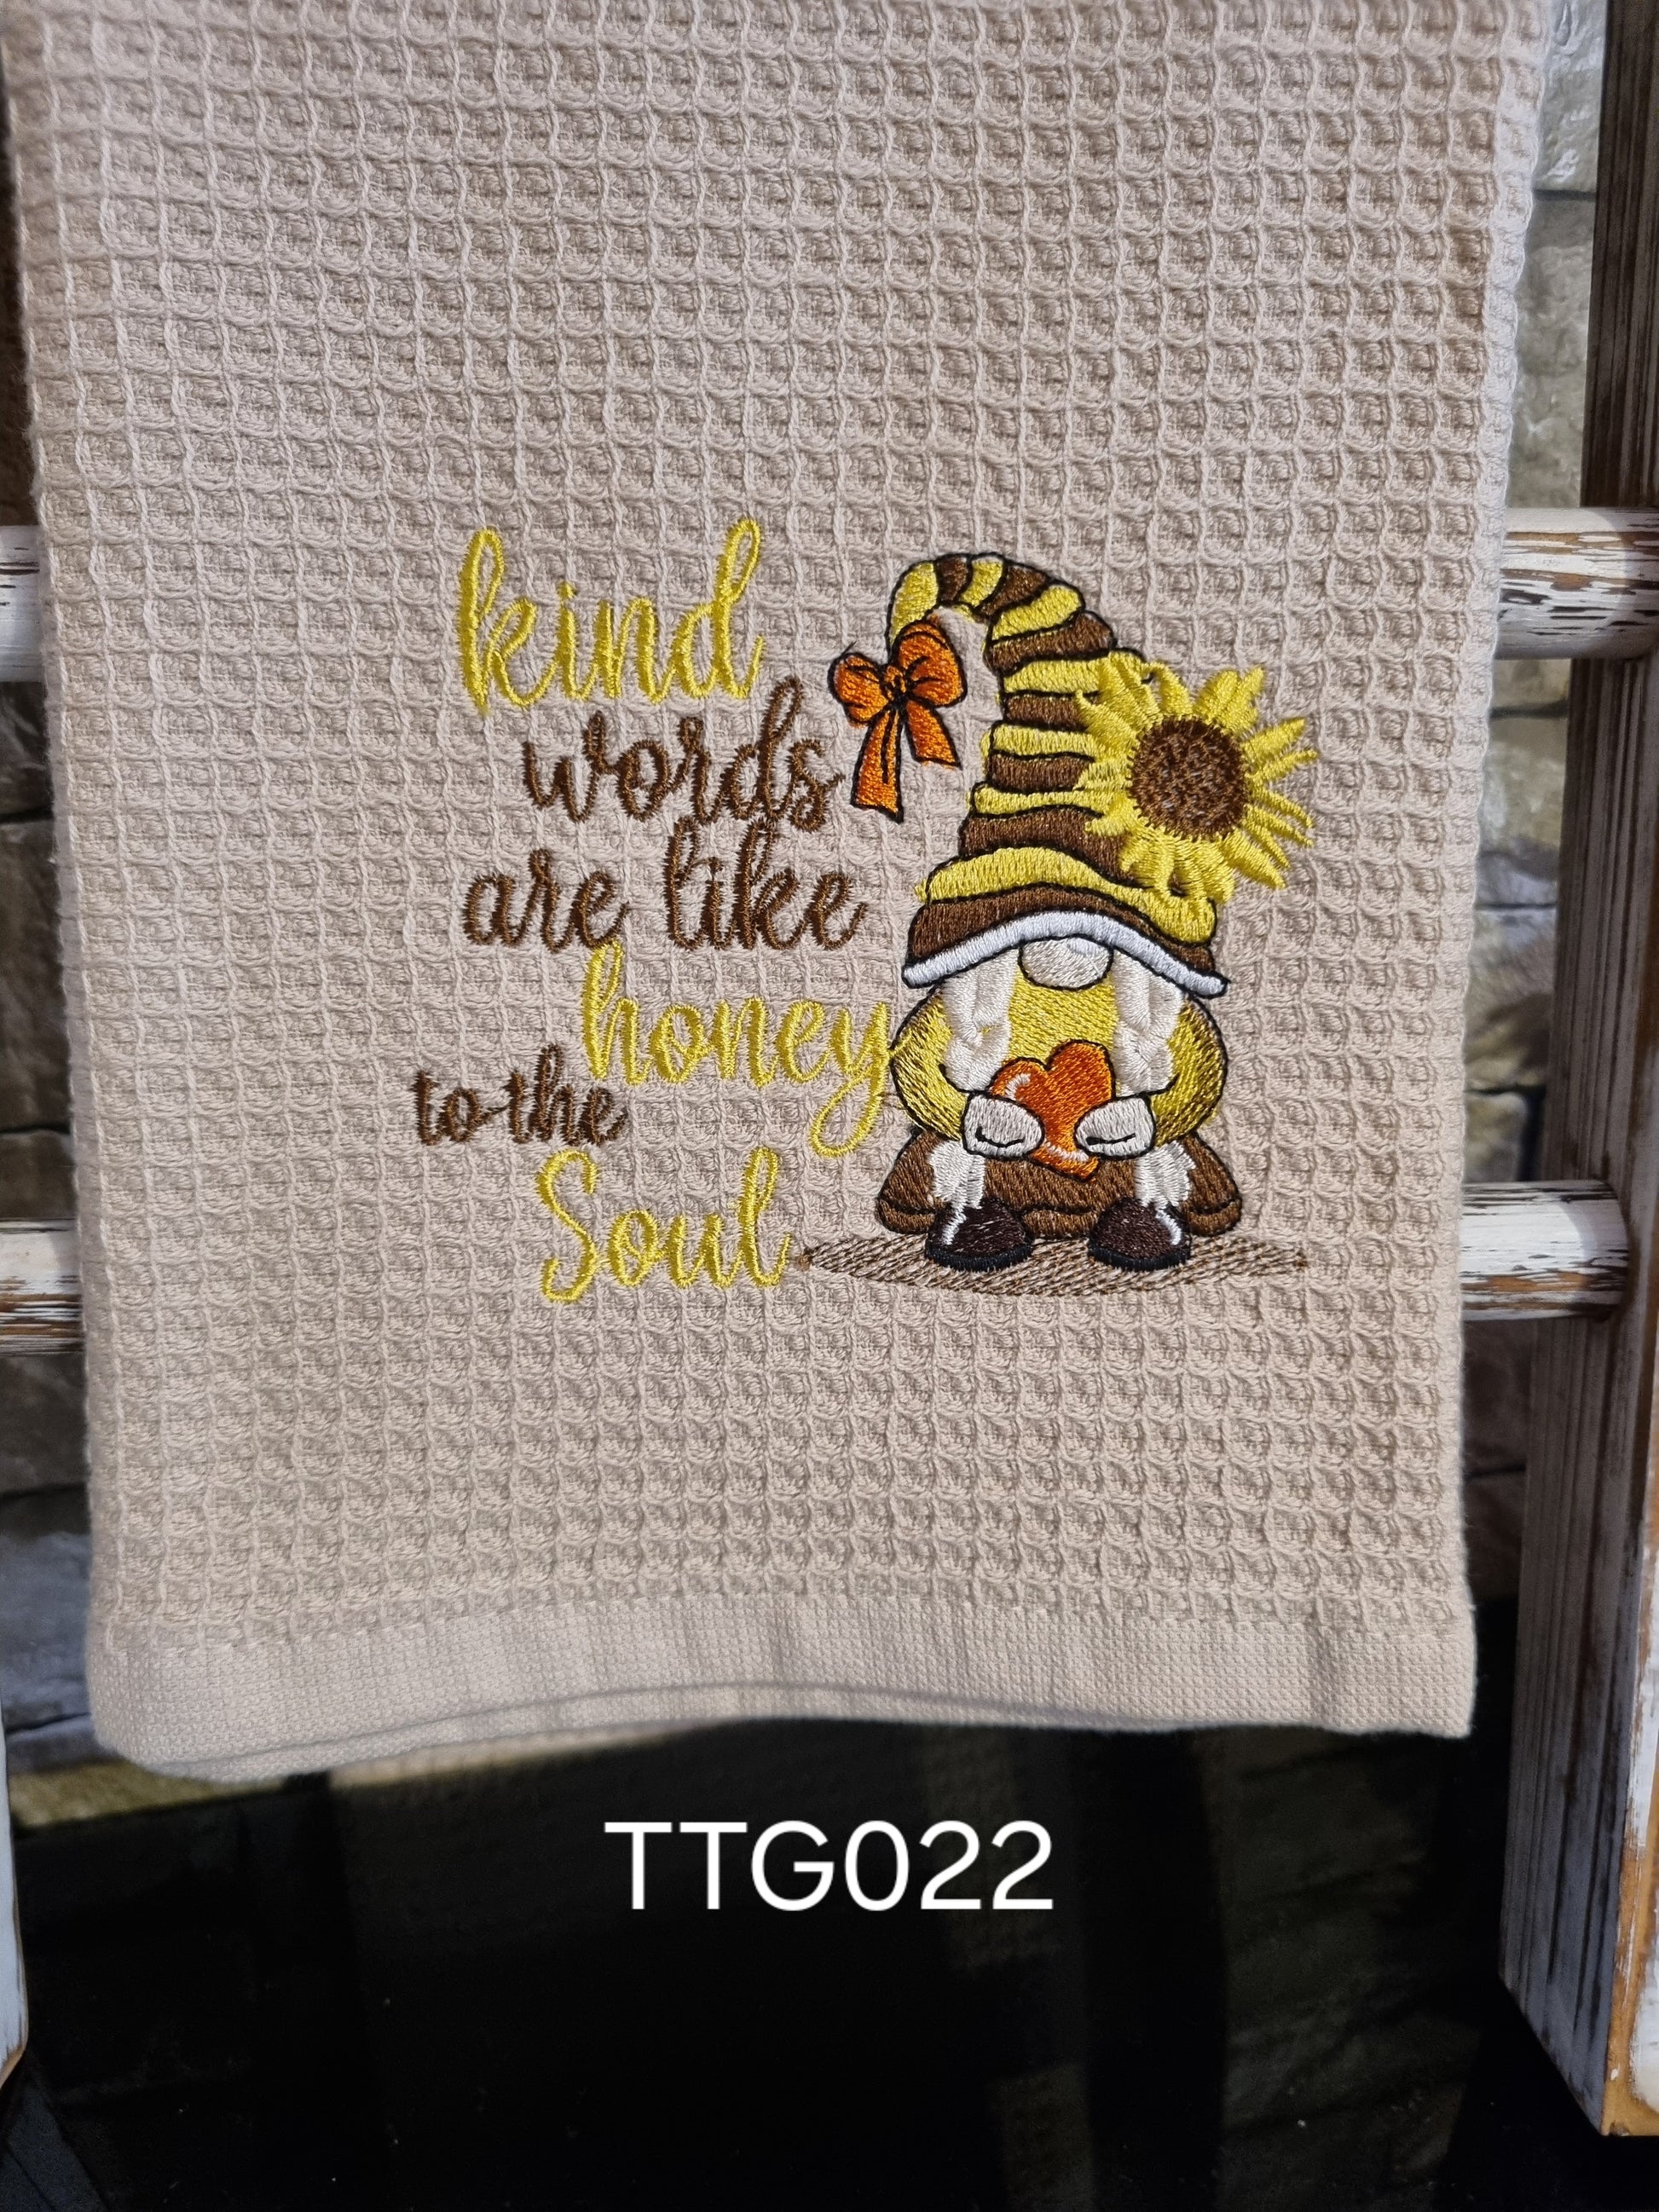 kind
words
are like
honey
to the
Soul
TTG022